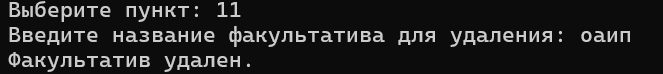 Выберите пункт: 11
Введите название факультатива для удаления: оаип
Факультатив удален.